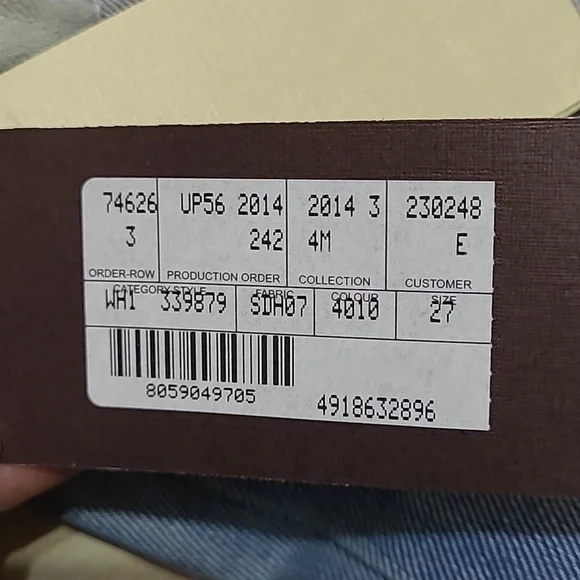 74626 UP56 2014 2014 3 230248
3 242 4M E
ORDER-ROW PRODUCTION ORDER COLLECTION CUSTOMER
CATEGORY STYLE FABRIC COLOUR SIZE
WH1 339879 SDH07 4010 27
8059049705 4918632896